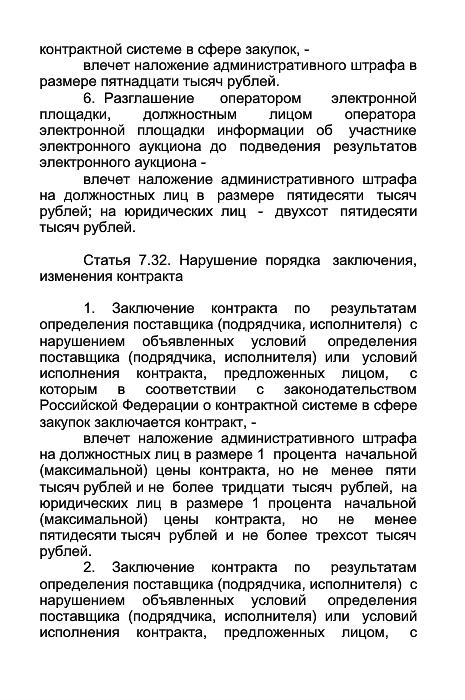 контрактной системе в сфере закупок, -
влечет наложение административного штрафа в
размере пятнадцати тысяч рублей.
6. Разглашение оператором электронной
площадки, должностным лицом оператора
электронной площадки информации об участнике
электронного аукциона до подведения результатов
электронного аукциона -
влечет наложение административного штрафа
на должностных лиц в размере пятидесяти тысяч
рублей; на юридических лиц - двухсот пятидесяти
тысяч рублей.
Статья 7.32. Нарушение порядка заключения,
изменения контракта
1. Заключение контракта по результатам
определения поставщика (подрядчика, исполнителя) с
нарушением объявленных условий определения
поставщика (подрядчика, исполнителя) или условий
исполнения контракта, предложенных лицом, с
которым в соответствии с законодательством
Российской Федерации о контрактной системе в сфере
закупок заключается контракт, -
влечет наложение административного штрафа
на должностных лиц в размере 1 процента начальной
(максимальной) цены контракта, но не менее пяти
тысяч рублей и не более тридцати тысяч рублей, на
юридических лиц в размере 1 процента начальной
(максимальной) цены контракта, но не менее
пятидесяти тысяч рублей и не более трехсот тысяч
рублей.
2. Заключение контракта по результатам
определения поставщика (подрядчика, исполнителя) с
нарушением объявленных условий определения
поставщика (подрядчика, исполнителя) или условий
исполнения контракта, предложенных лицом, с